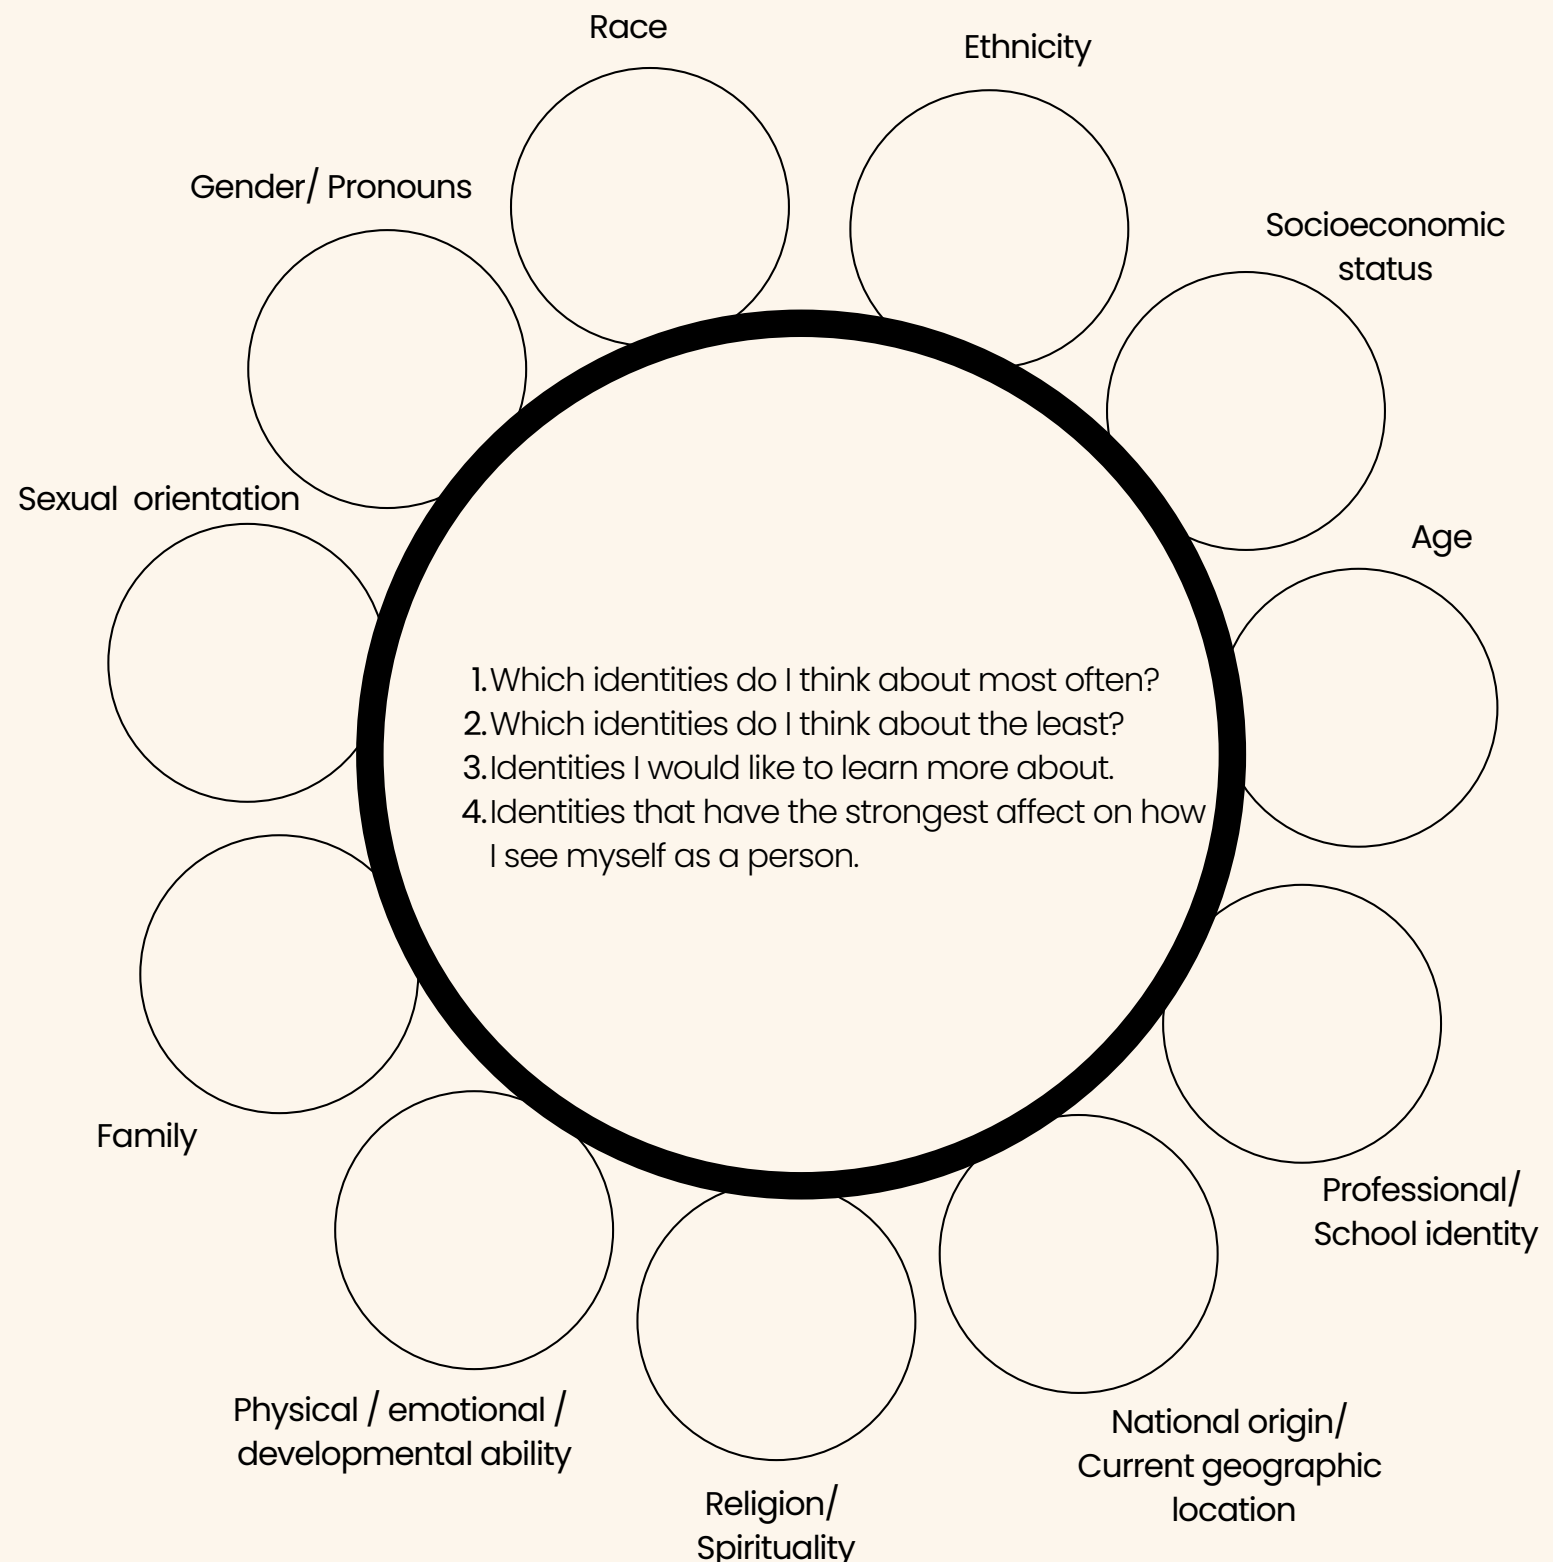 Race
Ethnicity
Gender/ Pronouns
Socioeconomic
status
Sexual orientation
Age
1. Which identities do I think about most often?
2. Which identities do I think about the least?
3. Identities I would like to learn more about.
4. Identities that have the strongest affect on how
I see myself as a person.
Family
Professional/
School identity
Physical / emotional /
developmental ability
National origin/
Current geographic
location
Religion/
Spirituality